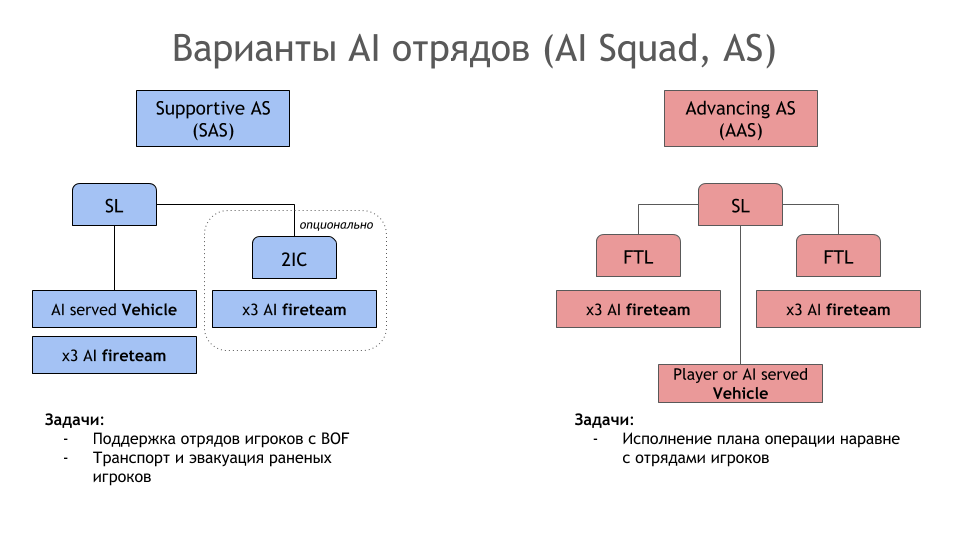 Варианты AI отрядов (AI Squad, AS)
Supportive AS
(SAS)
SL
опционально
2IC
AI served Vehicle
x3 AI fireteam
x3 AI fireteam
Задачи:
- Поддержка отрядов игроков с BOF
- Транспорт и эвакуация раненых
игроков
Advancing AS
(AAS)
SL
FTL
FTL
x3 AI fireteam
x3 AI fireteam
Player or AI served
Vehicle
Задачи:
- Исполнение плана операции наравне
с отрядами игроков